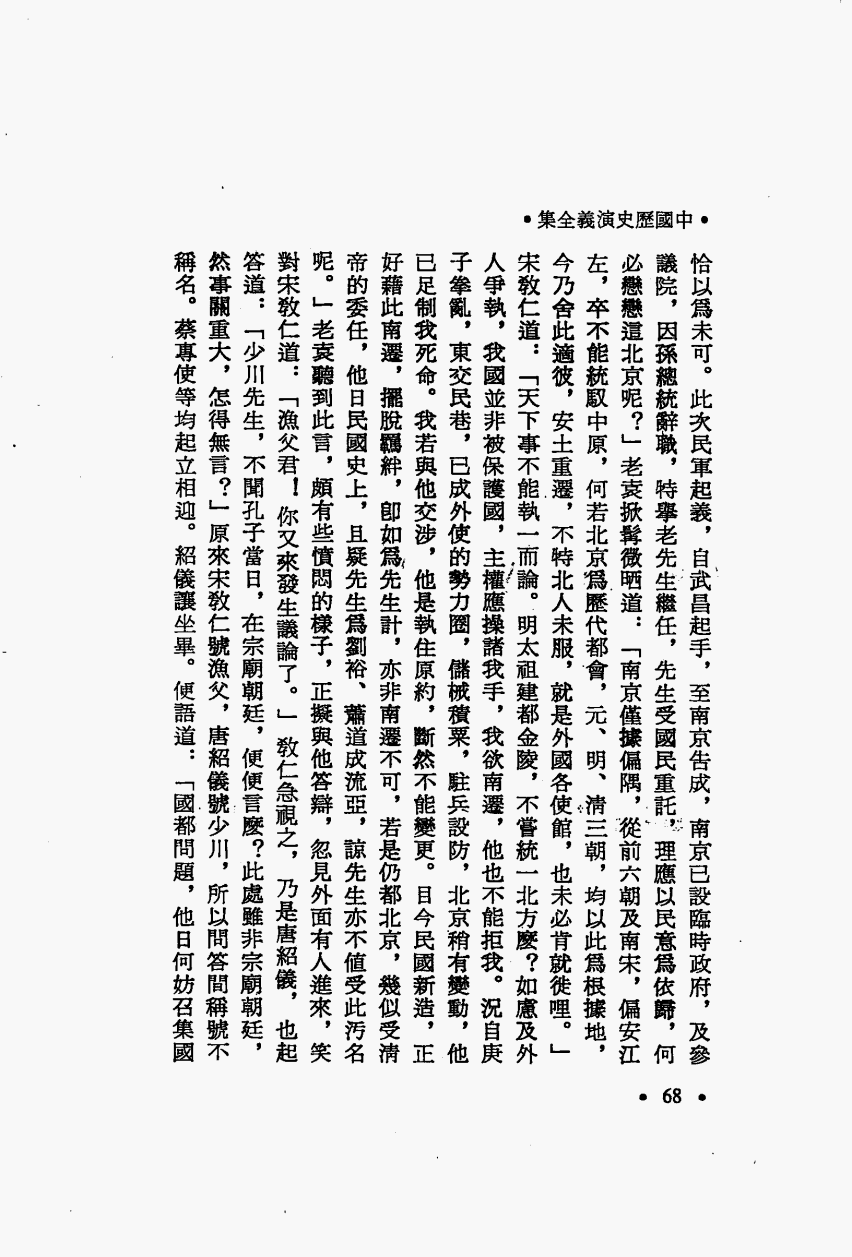 •中國歷史演義全集•
恰以爲未可。此次民軍起義，自武昌起手，至南京告成，南京已設臨時政府，及參
議院，因孫總統辭職，特舉老先生繼任，先生受國民重託，理應以民意爲依歸，何
必戀戀這北京呢？」老袁掀髯微哂道：「南京僅據偏隅，從前六朝及南宋，偏安江
左，卒不能統馭中原，何若北京爲歷代都會，元、明、清三朝，均以此爲根據地，
今乃舍此適彼，安土重遷，不特北人未服，就是外國各使館，也未必肯就徙哩。」
宋敎仁道：「天下事不能執一而論。明太祖建都金陵，不嘗統一北方麼？如慮及外
人爭執，我國並非被保護國，主權應操諸我手，我欲南遷，他也不能拒我。況自庚
子拳亂，東交民巷，已成外使的勢力圈，儲械積粟，駐兵設防，北京稍有變動，他
已足制我死命。我若與他交涉，他是執住原約，斷然不能變更。目今民國新造，正
好藉此南遷，擺脫羈絆，卽如爲先生計，亦非南遷不可，若是仍都北京，幾似受清
帝的委任，他日民國史上，且疑先生爲劉裕、蕭道成流亞，諒先生亦不値受此污名
呢。」老袁聽到此言，頗有些憤悶的樣子，正擬與他答辯，忽見外面有人進來，笑
對宋敎仁道：「漁父君！你又來發生議論了。」敎仁急視之，乃是唐紹儀，也起
答道：「少川先生，不聞孔子當日，在宗廟朝廷，便便言麼？此處雖非宗廟朝廷，
然事關重大，怎得無言？」原來宋敎仁號漁父，唐紹儀號少川，所以問答間稱號不
稱名。蔡專使等均起立相迎。紹儀讓坐畢。便語道：「國都問題，他日何妨召集國
• 68 •